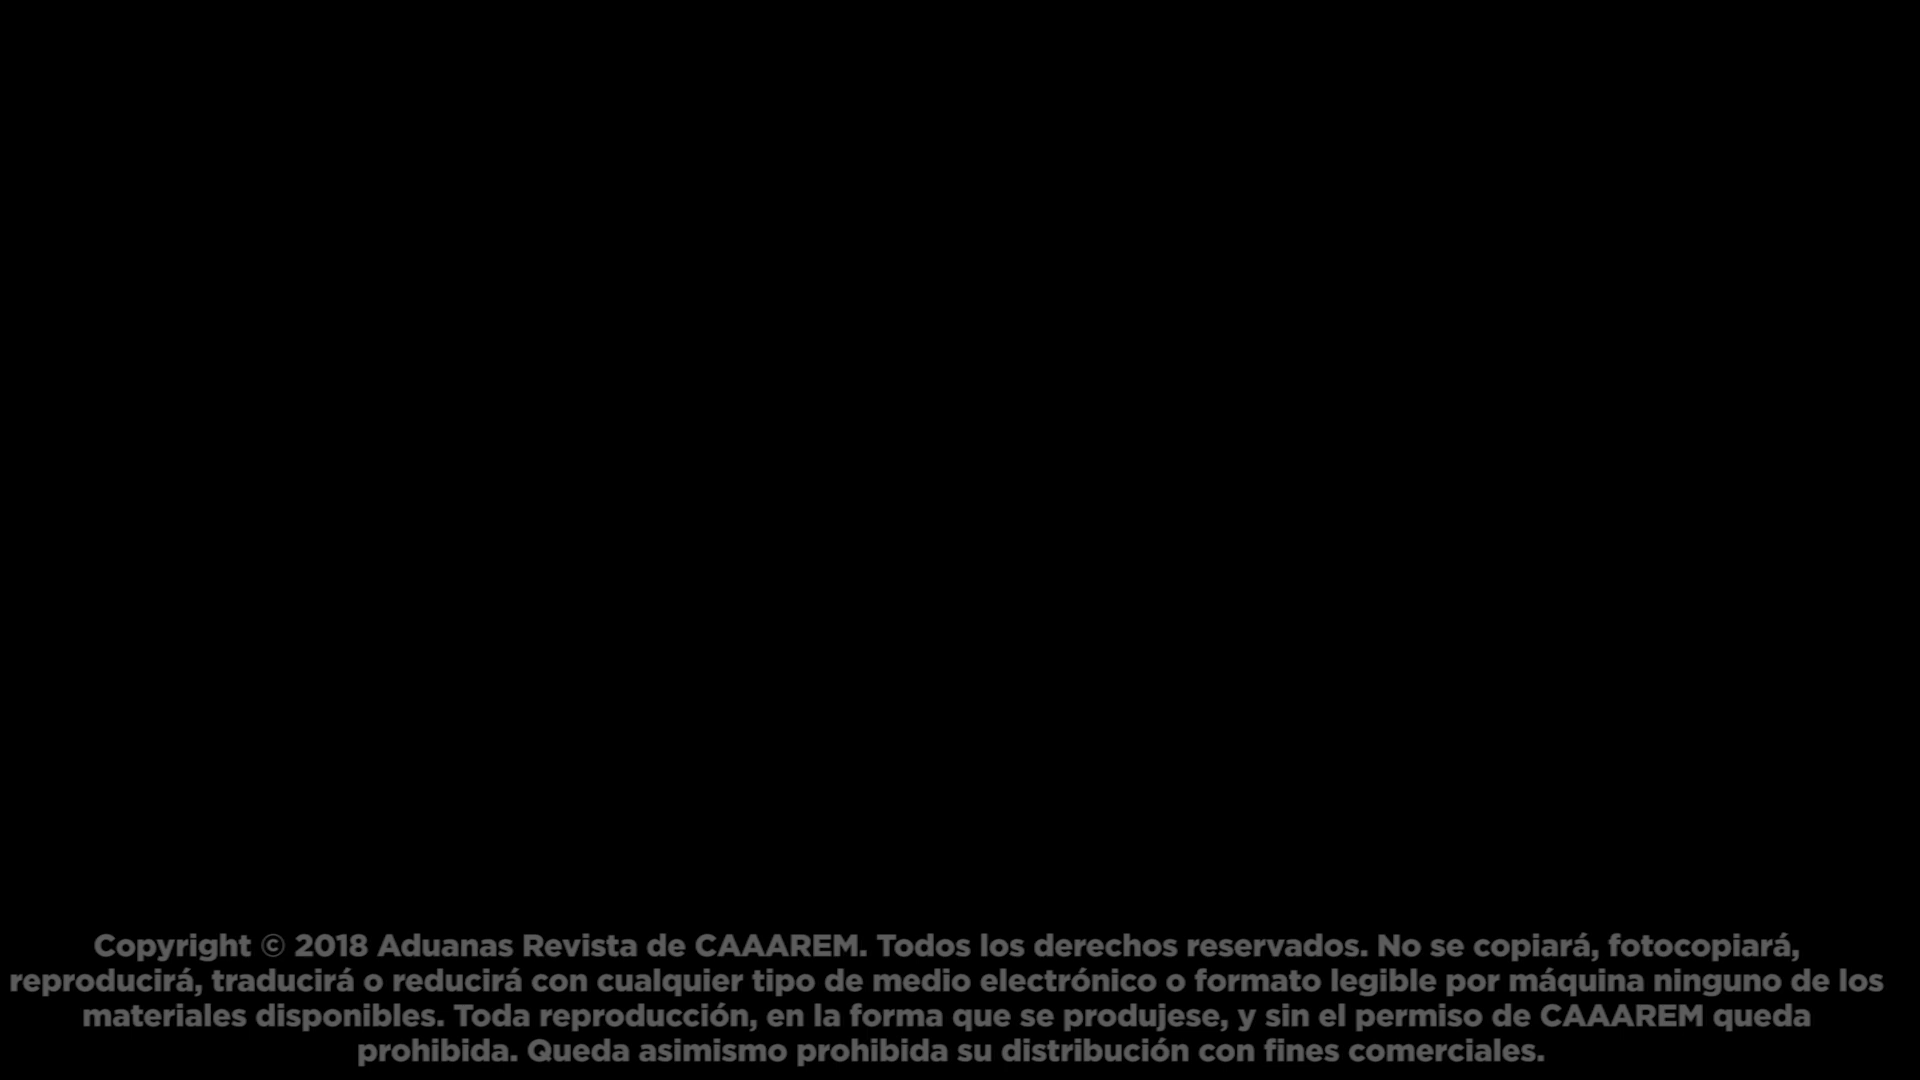 Copyright © 2018 Aduanas Revista de CAAAREM. Todos los derechos reservados. No se copiará, fotocopiará,
reproducirá, traducirá o reducirá con cualquier tipo de medio electrónico o formato legible por máquina ninguno de los
materiales disponibles. Toda reproducción, en la forma que se produjese, y sin el permiso de CAAAREM queda
prohibida. Queda asimismo prohibida su distribución con fines comerciales.